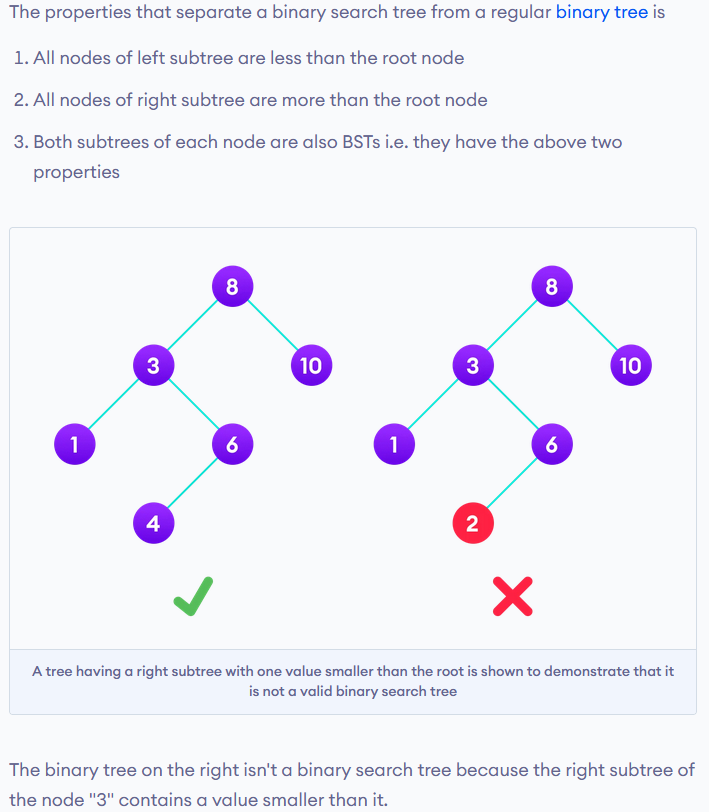 The properties that separate a binary search tree from a regular binary tree is
1. All nodes of left subtree are less than the root node
2. All nodes of right subtree are more than the root node
3. Both subtrees of each node are also BSTs i.e. they have the above two
properties
8
3
10
1
6
4
8
3
10
1
6
2
A tree having a right subtree with one value smaller than the root is shown to demonstrate that it
is not a valid binary search tree
The binary tree on the right isn't a binary search tree because the right subtree of
the node "3" contains a value smaller than it.